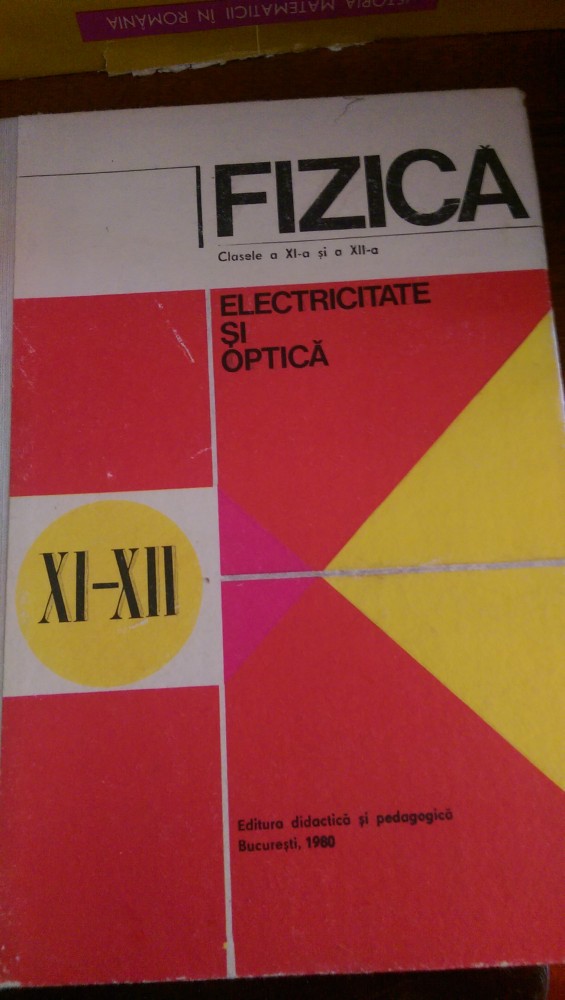 ISTORIA MATEMATICII ÎN ROMÂNIA
FIZICĂ
Clasele a XI-a și a XII-a
ELECTRICITATE
ȘI
OPTICĂ
XI-XII
Editura didactică și pedagogică
București, 1980